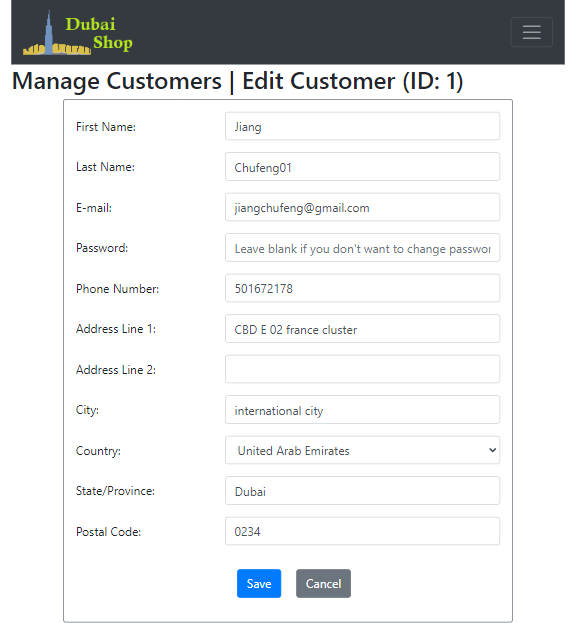 Dubai
Shop
Manage Customers | Edit Customer (ID: 1)
First Name: Jiang
Last Name: Chufeng01
E-mail: jiangchufeng@gmail.com
Password: Leave blank if you don't want to change passwor
Phone Number: 501672178
Address Line 1: CBD E 02 france cluster
Address Line 2:
City: international city
Country: United Arab Emirates
State/Province: Dubai
Postal Code: 0234
Save Cancel